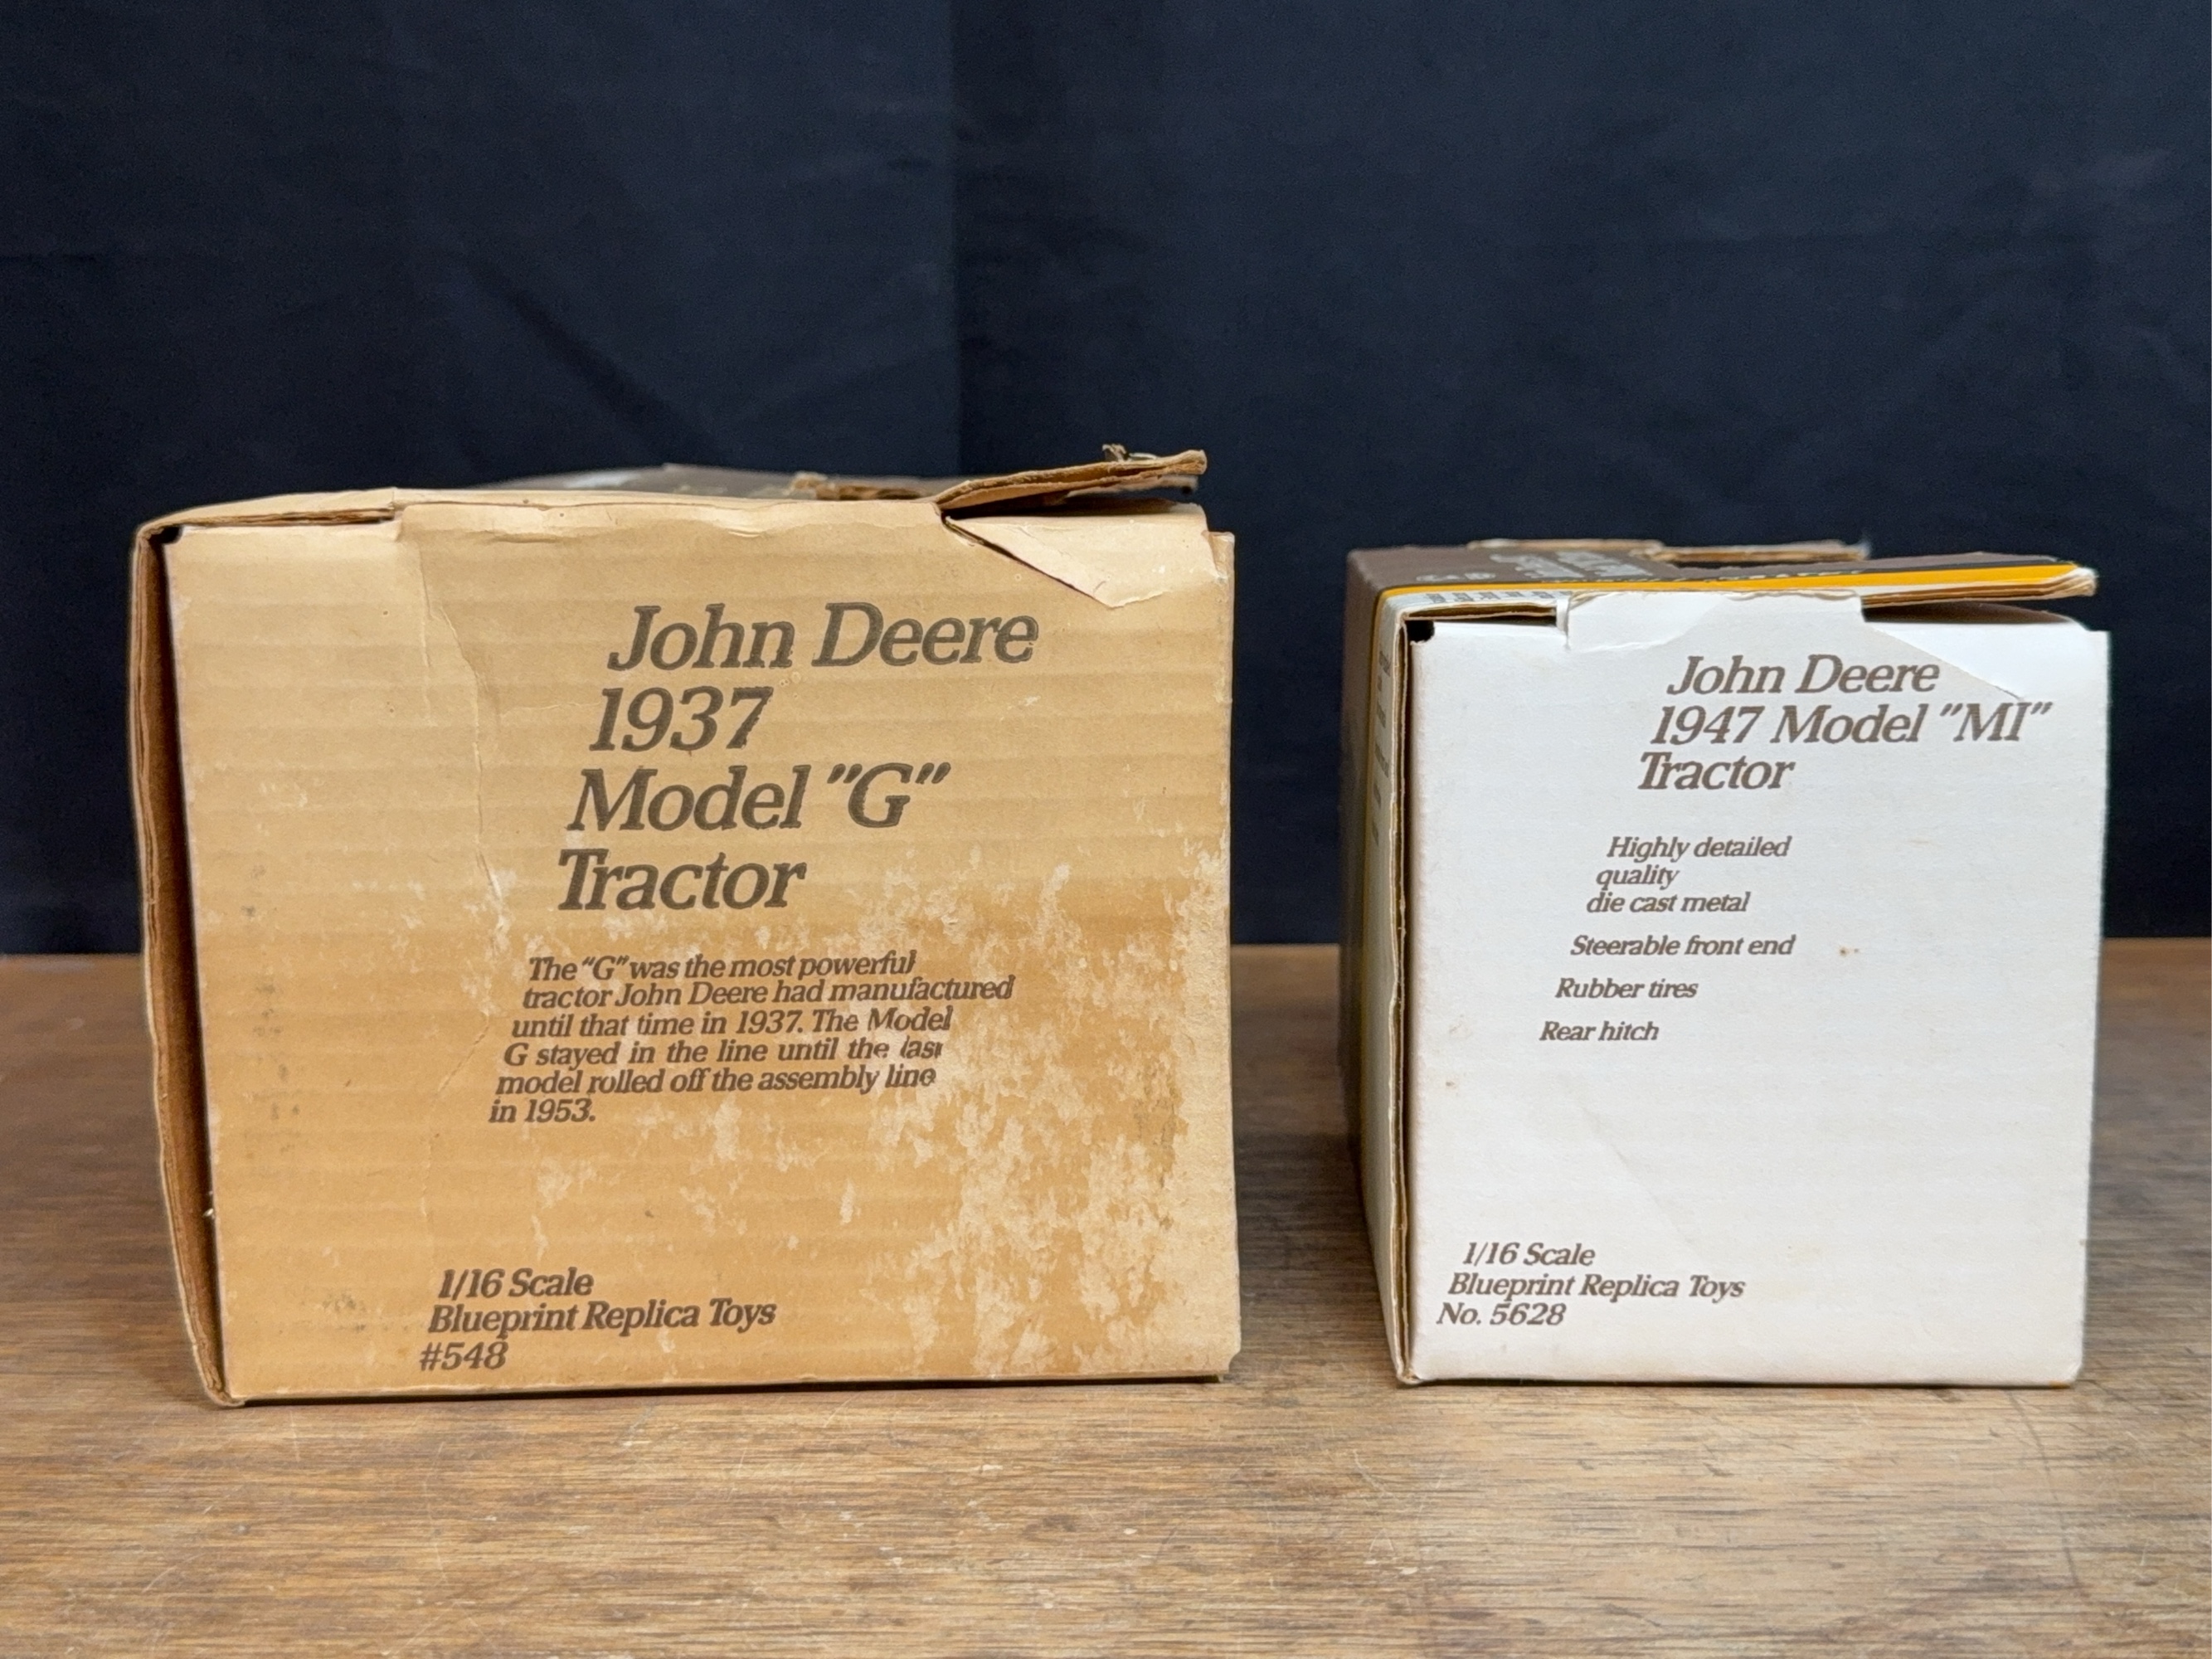 John Deere
1937
Model "G"
Tractor
The "G" was the most powerful
tractor John Deere had manufactured
until that time in 1937. The Model
G stayed in the line until the last
model rolled off the assembly line
in 1953.
1/16 Scale
Blueprint Replica Toys
#548
John Deere
1947 Model "MI"
Tractor
Highly detailed
quality
die cast metal
Steerable front end
Rubber tires
Rear hitch
1/16 Scale
Blueprint Replica Toys
No. 5628